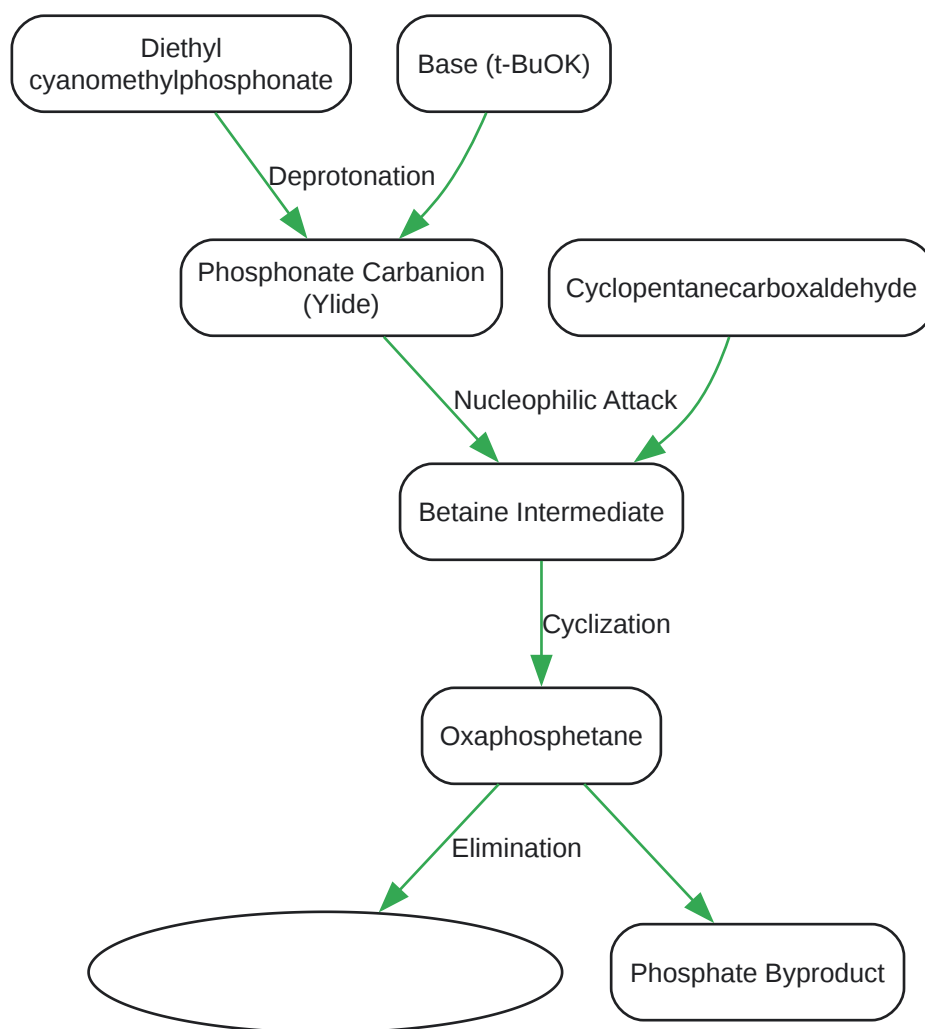 Diethyl
cyanomethylphosphonate
Base (t-BuOK)
Deprotonation
Phosphonate Carbanion
(Ylide)
Cyclopentanecarboxaldehyde
Nucleophilic Attack
Betaine Intermediate
Cyclization
Oxaphosphetane
Elimination
Phosphate Byproduct